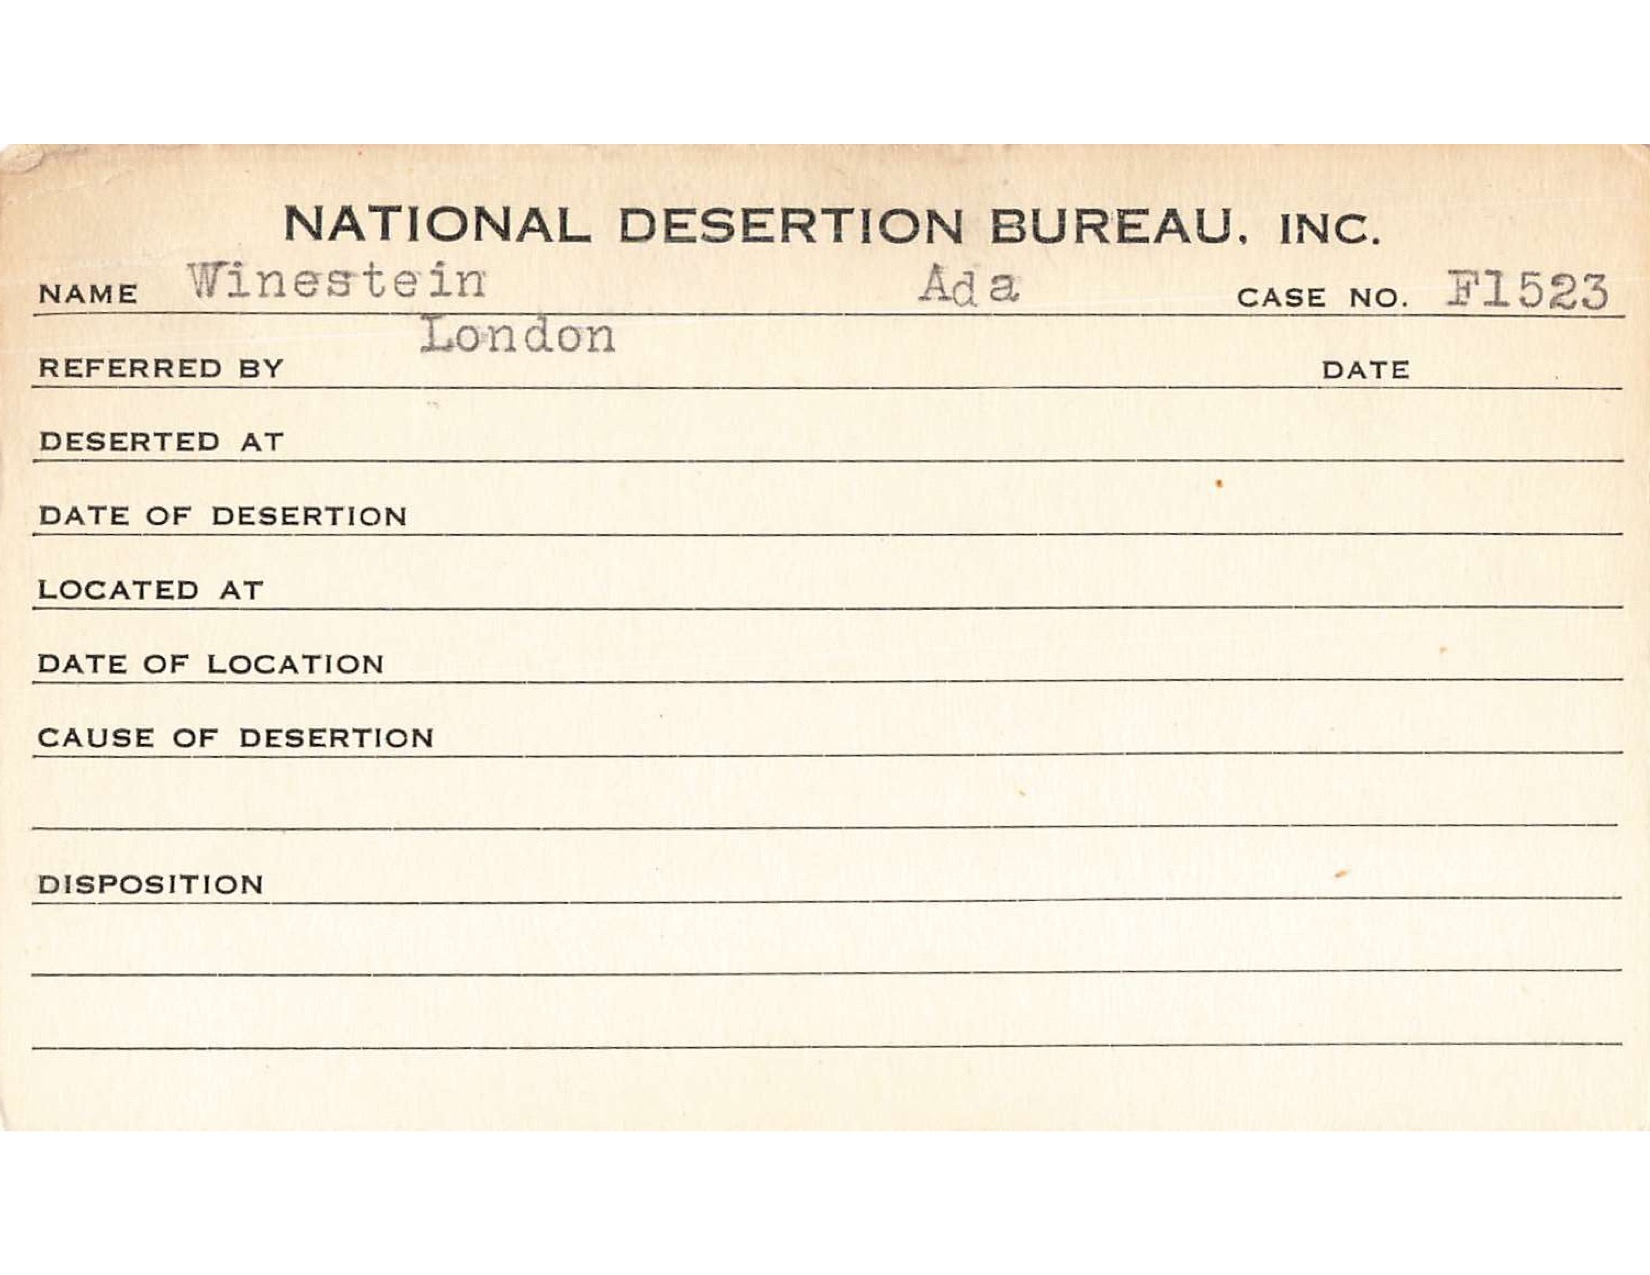 NATIONAL DESERTION BUREAU, INC.
NAME Winestein Ada CASE NO. F1523
London
REFERRED BY DATE
DESERTED AT
DATE OF DESERTION
LOCATED AT
DATE OF LOCATION
CAUSE OF DESERTION
DISPOSITION